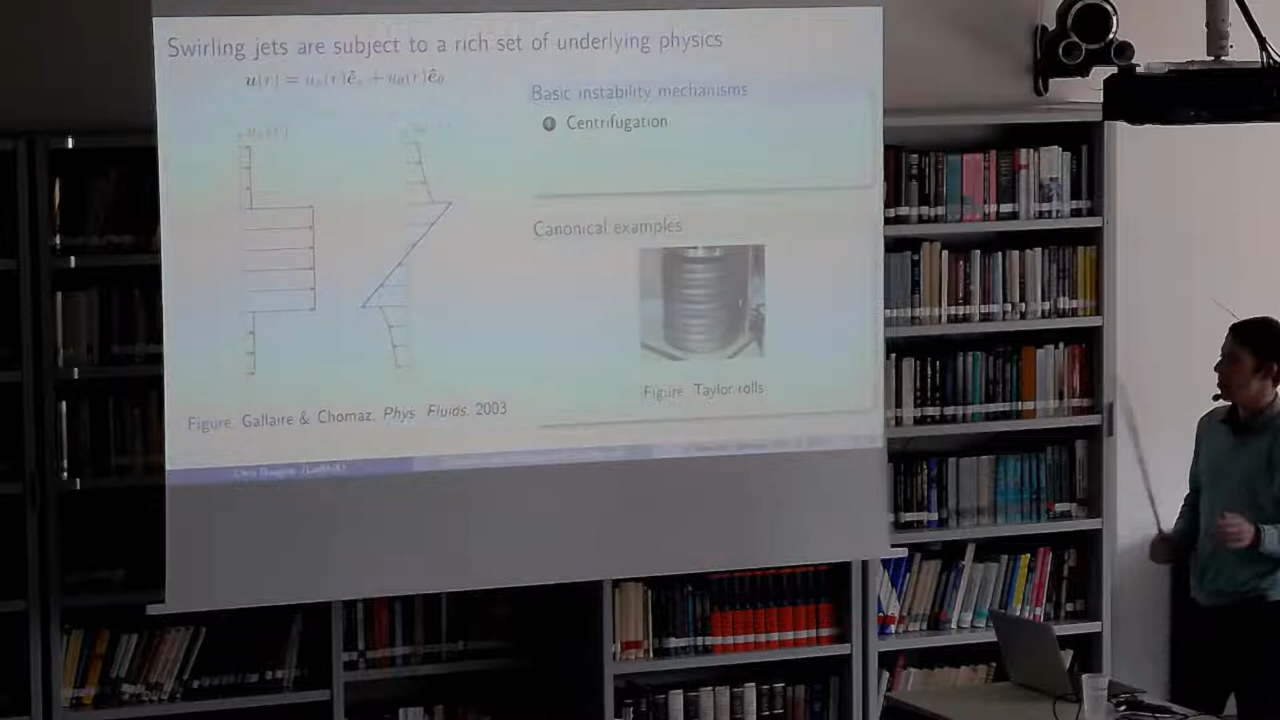 Swirling jets are subject to a rich set of underlying physics
Basic instability mechanisms
1 Centrifugation
Canonical examples
Figure. Taylor rolls
Figure. Gallaire & Chomaz, Phys. Fluids, 2003